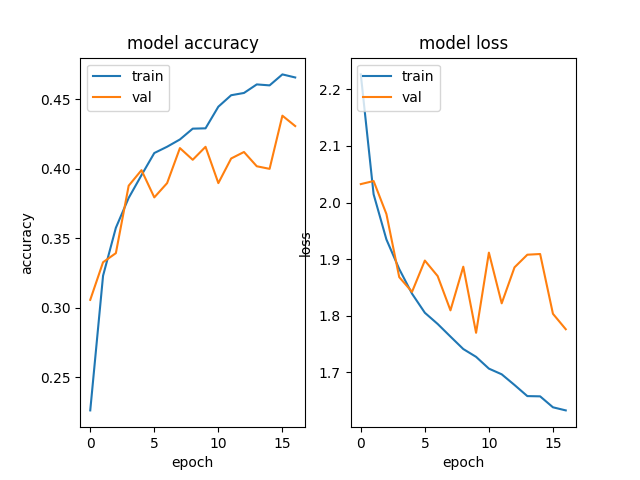 model accuracy
train
val
0.45
0.40
0.35
0.30
0.25
accuracy
0
5
10
15
epoch
model loss
train
val
2.2
2.1
2.0
1.9
1.8
1.7
loss
0
5
10
15
epoch